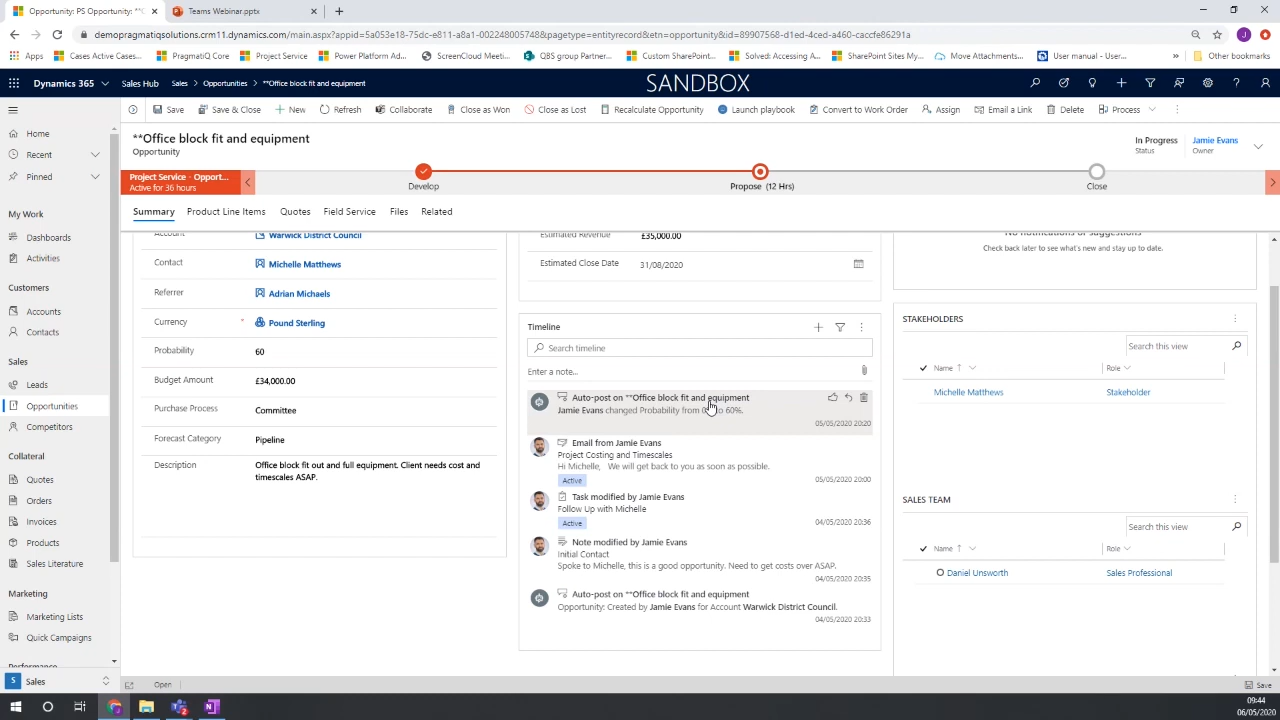 Opportunity: PS Opportunity: **O
Teams Webinar.pptx
demopragmatiqsolutions.crm11.dynamics.com/main.aspx?appid=5a053e18-75dc-e811-a8a1-002248005748&pagetype=entityrecord&etn=opportunity&id=89907568-d1ed-4ced-a460-caccfe86291a
Apps
Cases Active Cases...
PragmatiQ Core
Project Service
Power Platform Ad...
ScreenCloud Meetin...
QBS group Partner...
Custom SharePoint...
Solved: Accessing A...
SharePoint Sites My...
Move Attachments...
User manual - User...
Other bookmarks
Dynamics 365
Sales Hub
Sales > Opportunities > **Office block fit and equipment
SANDBOX
Save
Save & Close
New
Refresh
Collaborate
Close as Won
Close as Lost
Recalculate Opportunity
Launch playbook
Convert to Work Order
Assign
Email a Link
Delete
Process
**Office block fit and equipment
Opportunity
In Progress
Status
Jamie Evans
Owner
Project Service - Opport...
Active for 36 hours
Develop
Propose (12 Hrs)
Close
Summary
Product Line Items
Quotes
Field Service
Files
Related
Home
Recent
Pinned
My Work
Dashboards
Activities
Customers
Accounts
Contacts
Sales
Leads
Opportunities
Competitors
Collateral
Quotes
Orders
Invoices
Products
Sales Literature
Marketing
Marketing Lists
Quick Campaigns
Performance
Sales
Account
Warwick District Council
Contact
Michelle Matthews
Referrer
Adrian Michaels
Currency *
Pound Sterling
Probability
60
Budget Amount
£34,000.00
Purchase Process
Committee
Forecast Category
Pipeline
Description
Office block fit out and full equipment. Client needs cost and
timescales ASAP.
Estimated Revenue
£35,000.00
Estimated Close Date
31/08/2020
Timeline
Search timeline
Enter a note...
Auto-post on **Office block fit and equipment
Jamie Evans changed Probability from to 60%.
05/05/2020 20:20
Email from Jamie Evans
Project Costing and Timescales
Hi Michelle, We will get back to you as soon as possible.
Active
05/05/2020 20:00
Task modified by Jamie Evans
Follow Up with Michelle
Active
04/05/2020 20:36
Note modified by Jamie Evans
Initial Contact
Spoke to Michelle, this is a good opportunity. Need to get costs over ASAP.
04/05/2020 20:35
Auto-post on **Office block fit and equipment
Opportunity: Created by Jamie Evans for Account Warwick District Council.
04/05/2020 20:33
No notifications or suggestions
Check back later to see what's new and stay up to date.
STAKEHOLDERS
Search this view
Name ↑
Role
Michelle Matthews
Stakeholder
SALES TEAM
Search this view
Name ↑
Role
Daniel Unsworth
Sales Professional
Open
Save
09:44
06/05/2020